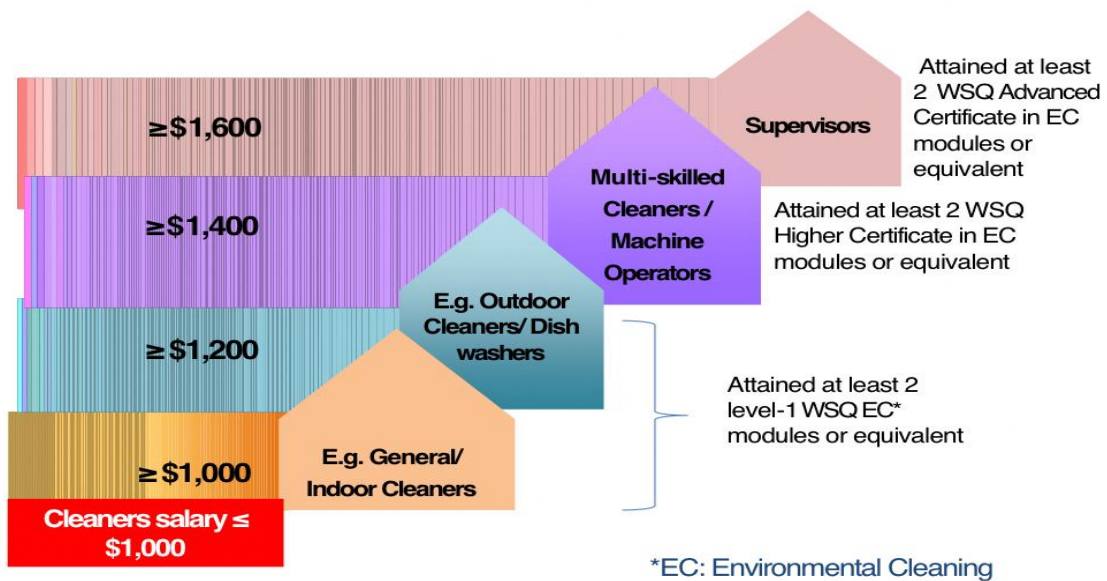 ≥$1,600
Supervisors
Attained at least
2 WSQ Advanced
Certificate in EC
modules or
equivalent
≥$1,400
Multi-skilled
Cleaners /
Machine
Operators
Attained at least 2 WSQ
Higher Certificate in EC
modules or equivalent
≥$1,200
E.g. Outdoor
Cleaners/ Dish
washers
≥$1,000
E.g. General/
Indoor Cleaners
Attained at least 2
level-1 WSQ EC*
modules or equivalent
Cleaners salary ≤
$1,000
*EC: Environmental Cleaning